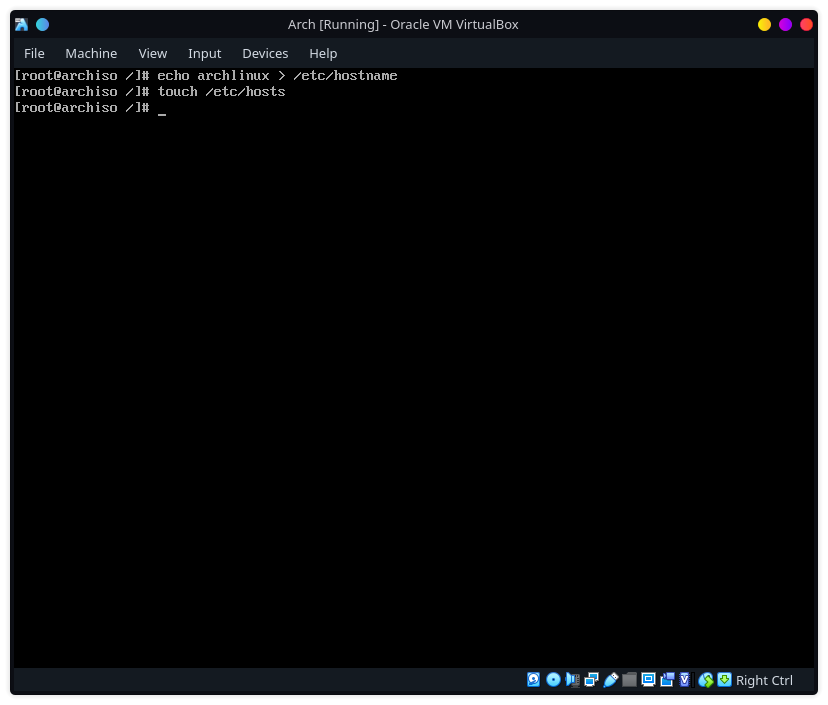 Arch [Running] - Oracle VM VirtualBox
File Machine View Input Devices Help
[root@archiso /]# echo archlinux > /etc/hostname
[root@archiso /]# touch /etc/hosts
[root@archiso /]# _
Right Ctrl